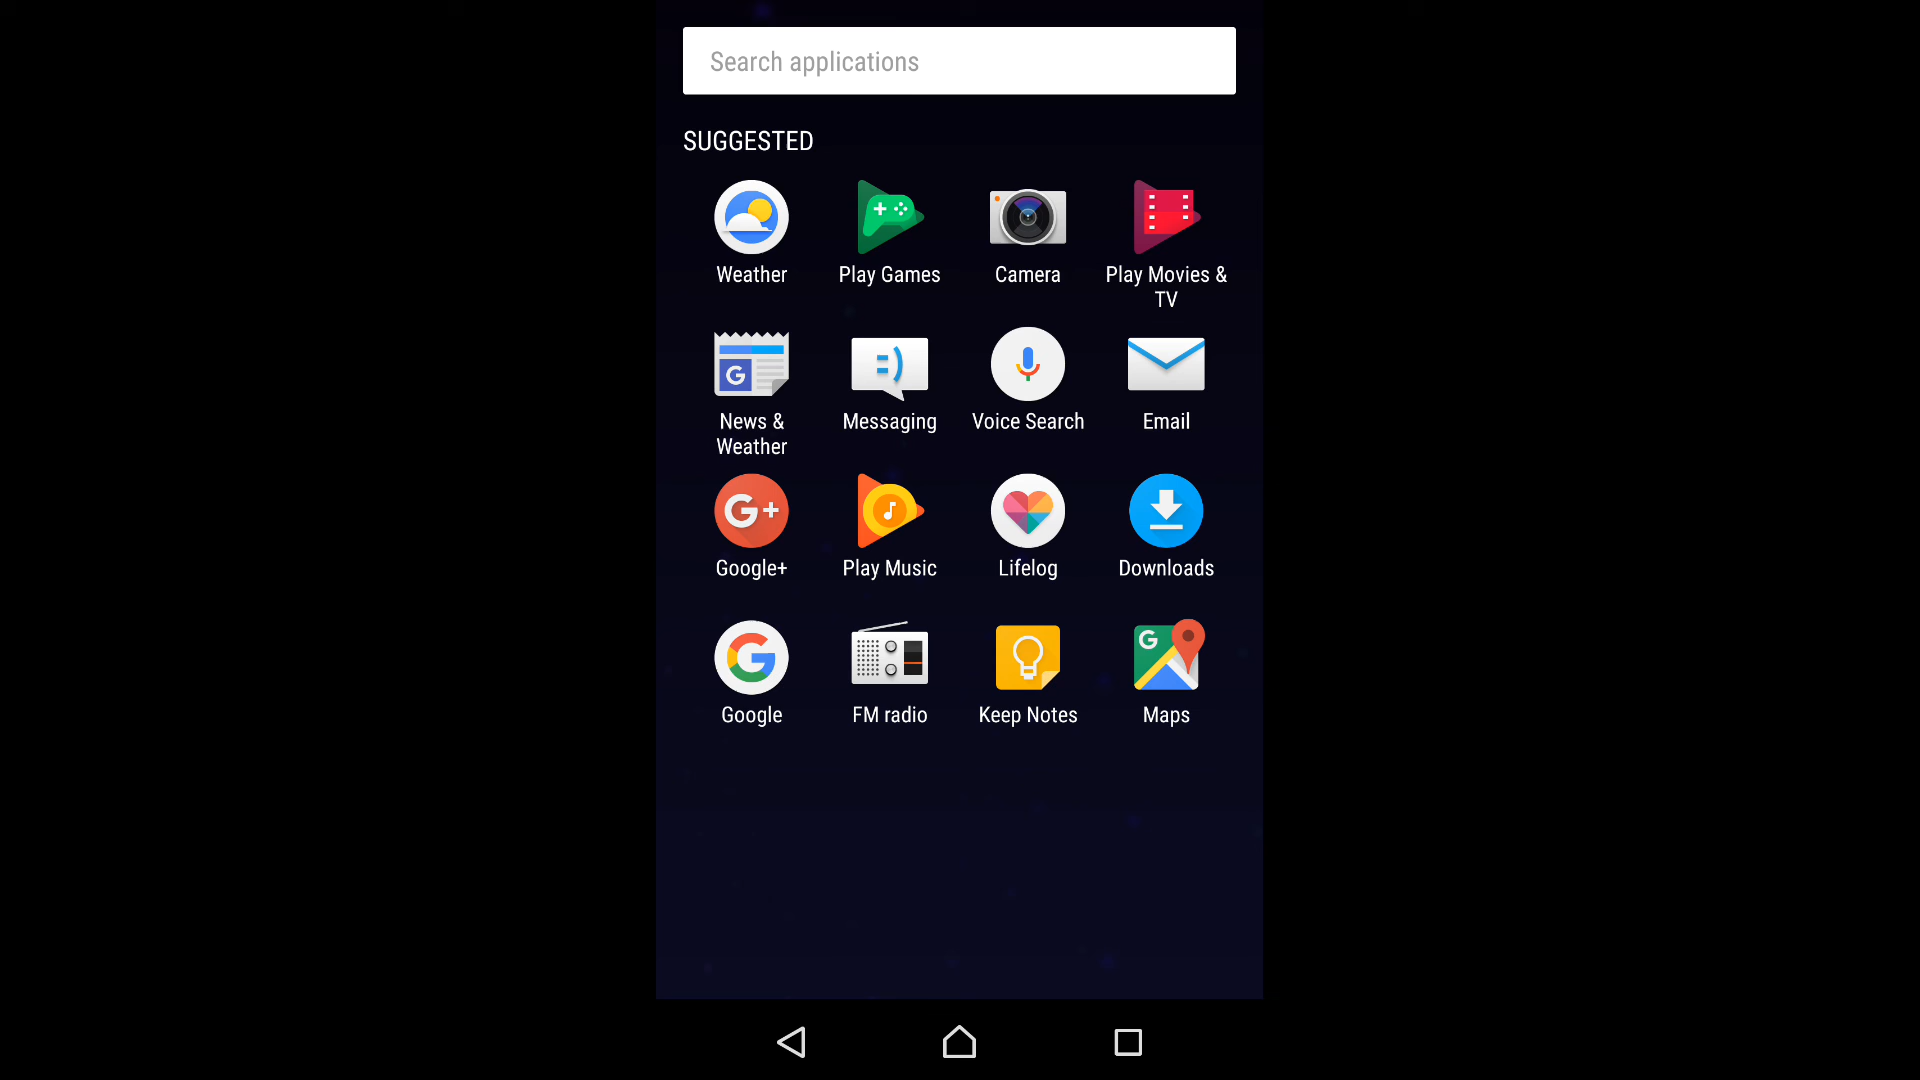 Search applications
SUGGESTED
Weather
Play Games
Camera
Play Movies &
TV
News &
Weather
Messaging
Voice Search
Email
Google+
Play Music
Lifelog
Downloads
Google
FM radio
Keep Notes
Maps